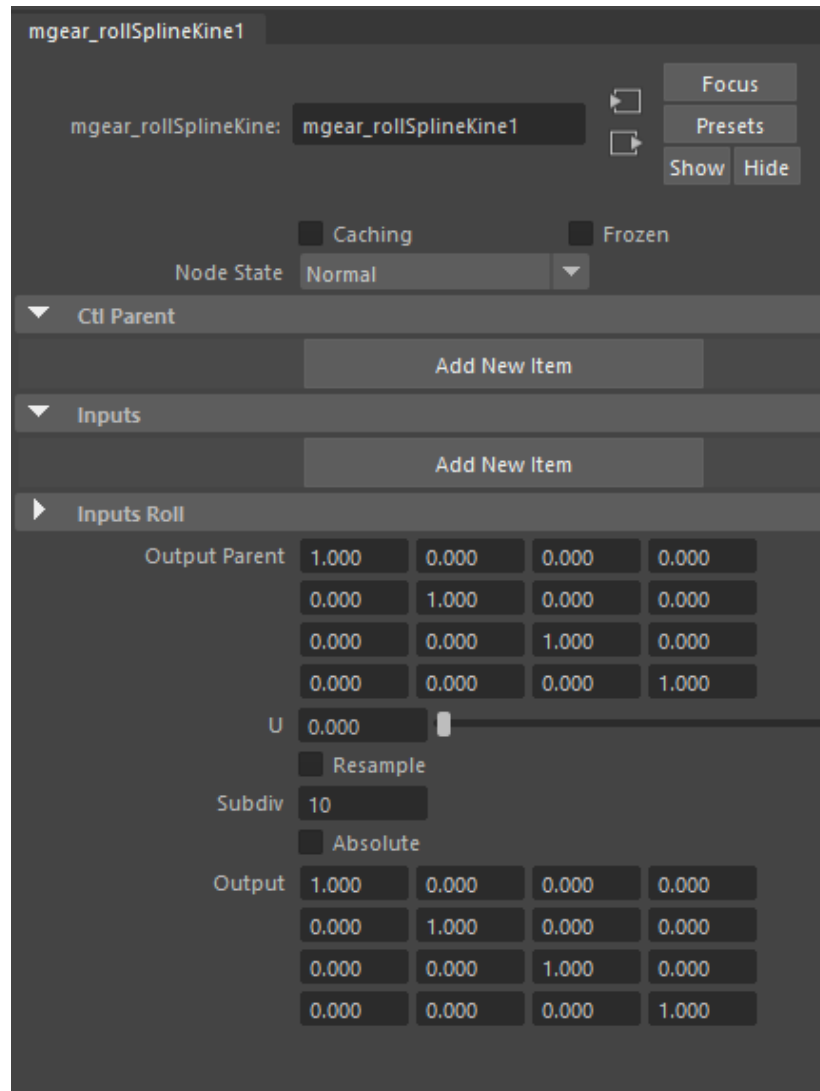 mgear_rollSplineKine1
Focus
mgear_rollSplineKine: mgear_rollSplineKine1
Presets
Show Hide
Caching Frozen
Node State Normal
Ctl Parent
Add New Item
Inputs
Add New Item
Inputs Roll
Output Parent 1.000 0.000 0.000 0.000
0.000 1.000 0.000 0.000
0.000 0.000 1.000 0.000
0.000 0.000 0.000 1.000
U 0.000
Resample
Subdiv 10
Absolute
Output 1.000 0.000 0.000 0.000
0.000 1.000 0.000 0.000
0.000 0.000 1.000 0.000
0.000 0.000 0.000 1.000